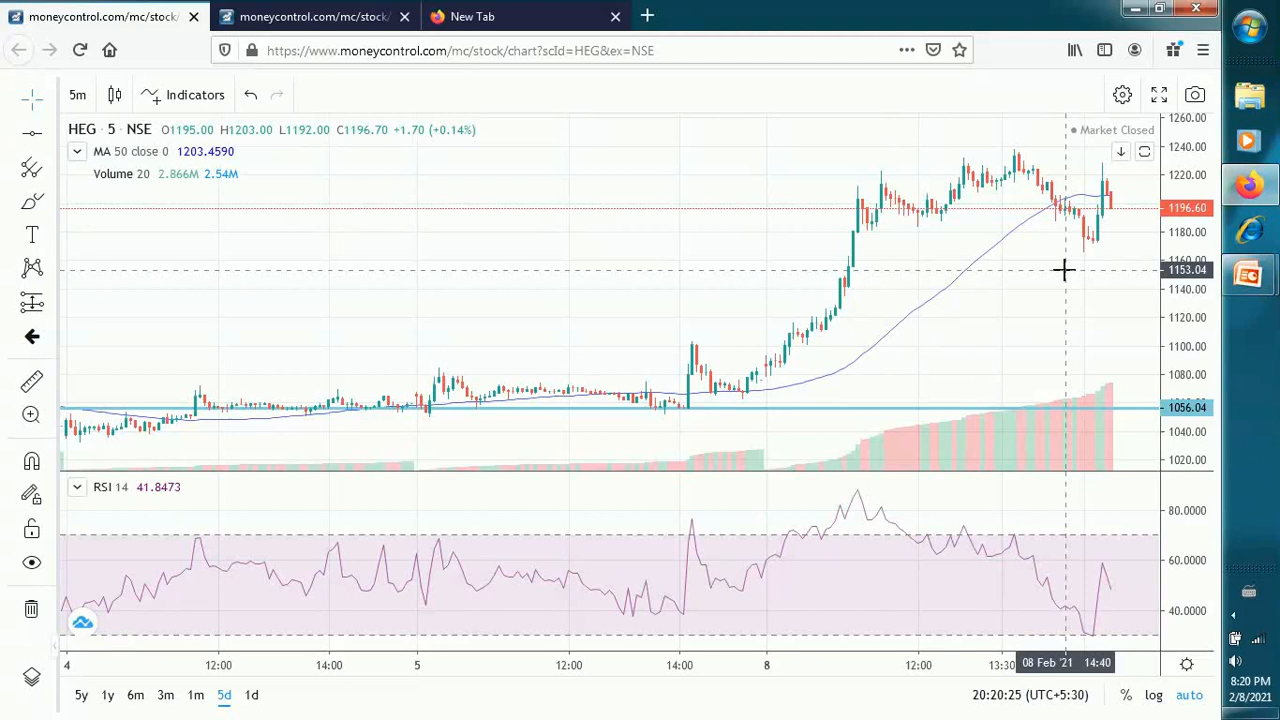 moneycontrol.com/mc/stock/
moneycontrol.com/mc/stock/
New Tab
https://www.moneycontrol.com/mc/stock/chart?scId=HEG&ex=NSE
5m
Indicators
HEG · 5 · NSE O1195.00 H1203.00 L1192.00 C1196.70 +1.70 (+0.14%)
Market Closed
MA 50 close 0 1203.4590
Volume 20 2.866M 2.54M
1260.00
1240.00
1220.00
1196.60
1180.00
1160.00
1153.04
1140.00
1120.00
1100.00
1080.00
1056.04
1040.00
1020.00
RSI 14 41.8473
80.0000
60.0000
40.0000
4 12:00 14:00 5 12:00 14:00 8 12:00 13:30 08 Feb '21 14:40
5y 1y 6m 3m 1m 5d 1d
20:20:25 (UTC+5:30) % log auto
8:20 PM
2/8/2021